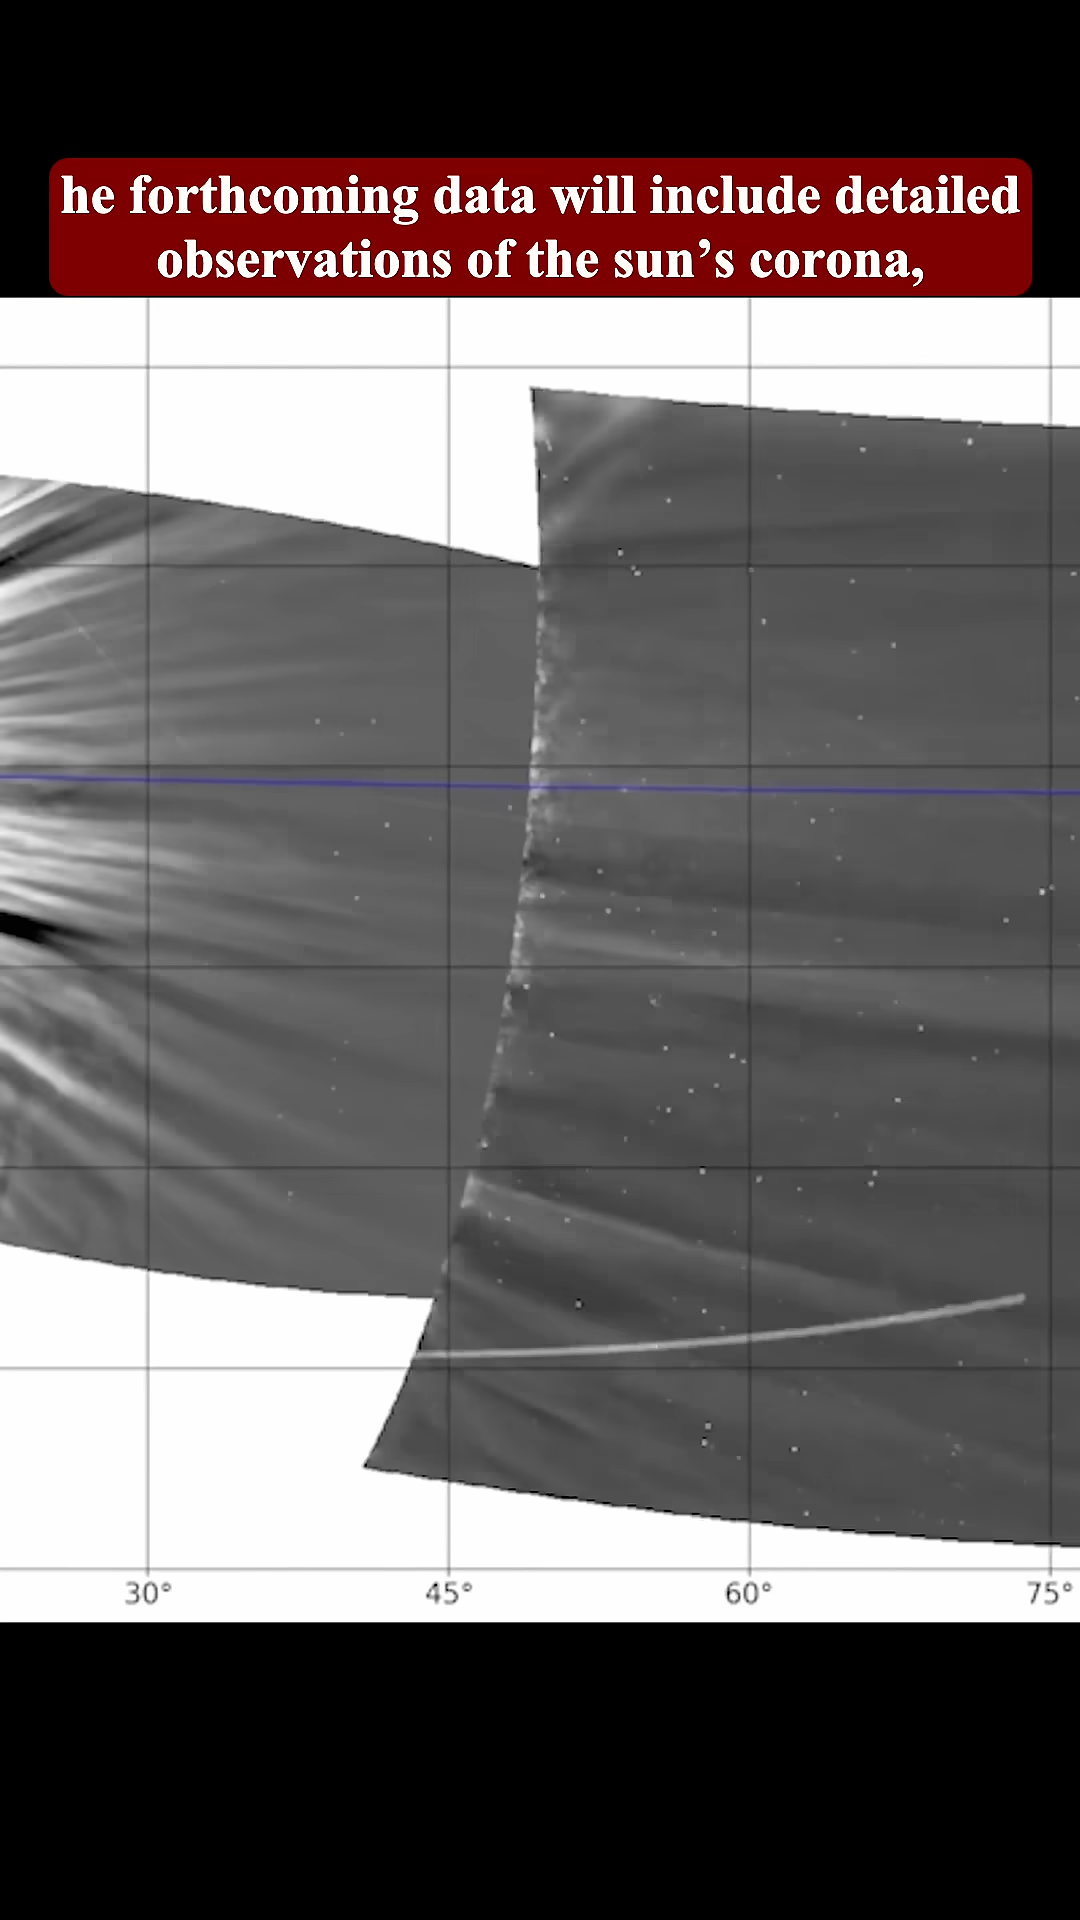 he forthcoming data will include detailed
observations of the sun’s corona,
30° 45° 60° 75°